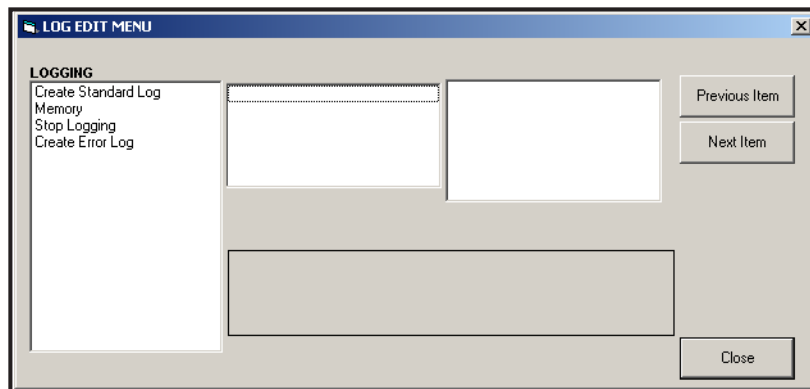 LOG EDIT MENU
LOGGING
Create Standard Log
Memory
Stop Logging
Create Error Log
Previous Item
Next Item
Close